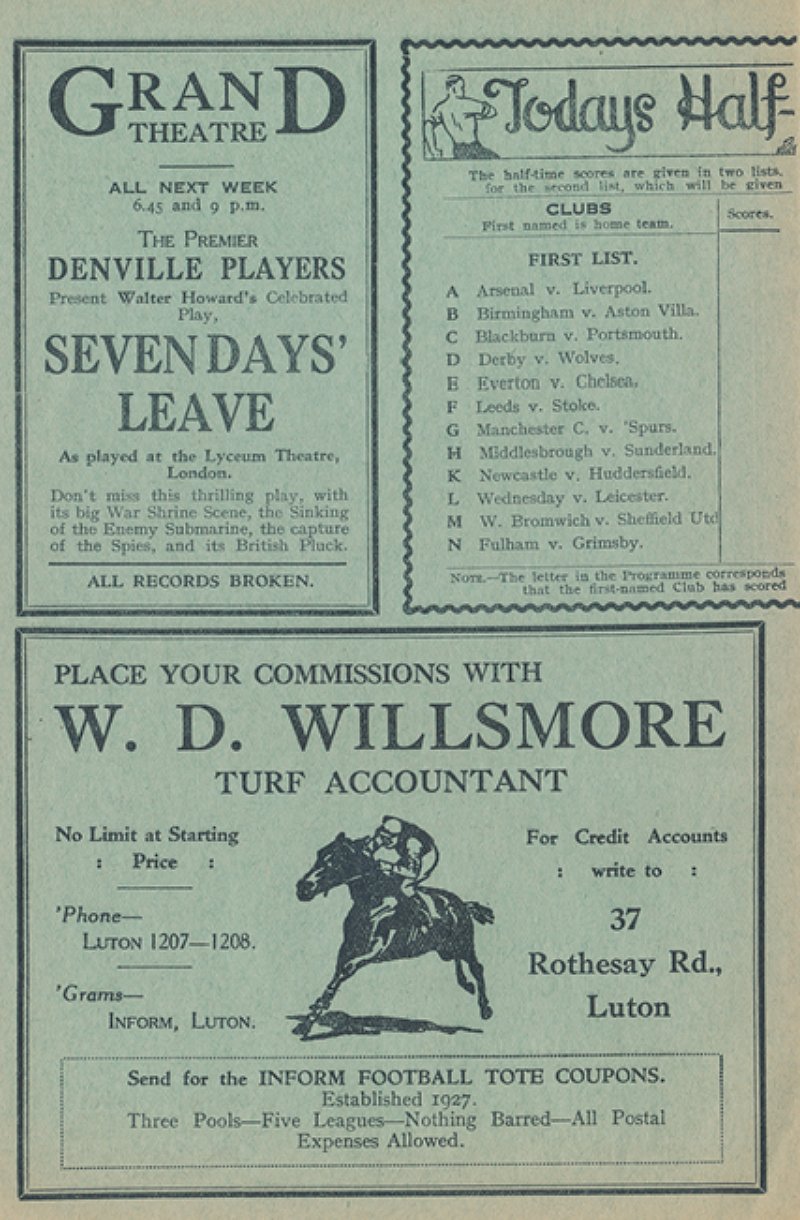 GRAND
THEATRE
ALL NEXT WEEK
6.45 and 9 p.m.
THE PREMIER
DENVILLE PLAYERS
Present Walter Howard's Celebrated
Play,
SEVEN DAYS'
LEAVE
As played at the Lyceum Theatre,
London.
Don't miss this thrilling play, with
its big War Shrine Scene, the Sinking
of the Enemy Submarine, the capture
of the Spies, and its British Pluck.
ALL RECORDS BROKEN.
Todays Half-
The half-time scores are given in two lists.
for the second list, which will be given
CLUBS
First named is home team.
Scores.
FIRST LIST.
A Arsenal v. Liverpool.
B Birmingham v. Aston Villa.
C Blackburn v. Portsmouth.
D Derby v. Wolves.
E Everton v. Chelsea.
F Leeds v. Stoke.
G Manchester C. v. 'Spurs.
H Middlesbrough v. Sunderland.
K Newcastle v. Huddersfield.
L Wednesday v. Leicester.
M W. Bromwich v. Sheffield Utd
N Fulham v. Grimsby.
NOTE.—The letter in the Programme corresponds
that the first-named Club has scored
PLACE YOUR COMMISSIONS WITH
W. D. WILLSMORE
TURF ACCOUNTANT
No Limit at Starting
: Price :
'Phone—
LUTON 1207—1208.
'Grams—
INFORM, LUTON.
For Credit Accounts
: write to :
37
Rothesay Rd.,
Luton
Send for the INFORM FOOTBALL TOTE COUPONS.
Established 1927.
Three Pools—Five Leagues—Nothing Barred—All Postal
Expenses Allowed.